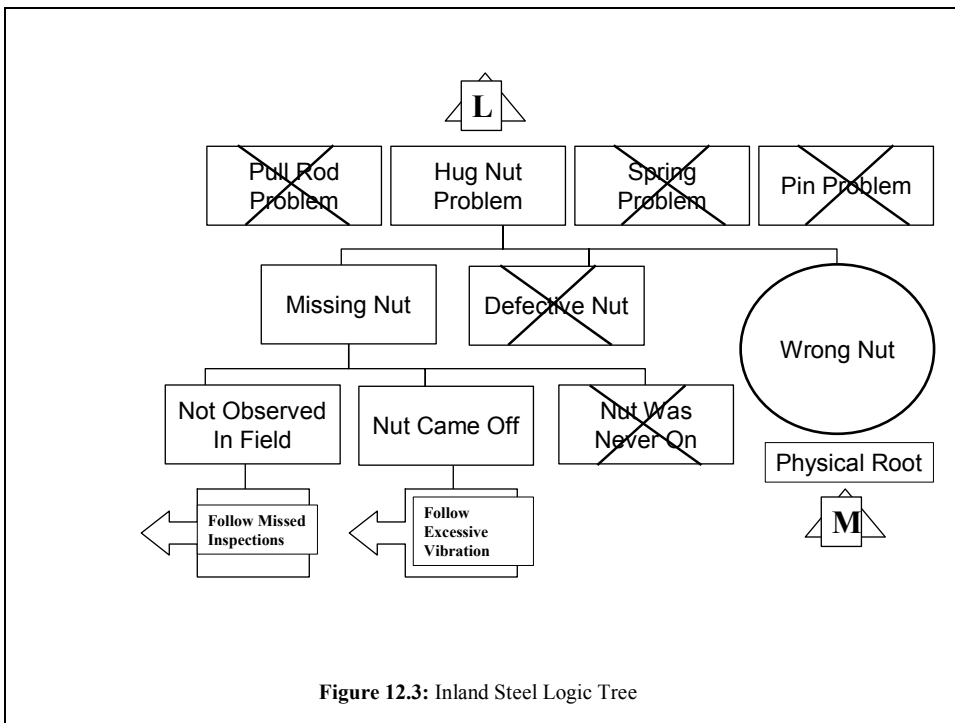 L
Pull Rod
Problem
Hug Nut
Problem
Spring
Problem
Pin Problem
Missing Nut
Defective Nut
Wrong Nut
Not Observed
In Field
Nut Came Off
Nut Was
Never On
Physical Root
Follow Missed
Inspections
Follow
Excessive
Vibration
M
Figure 12.3: Inland Steel Logic Tree